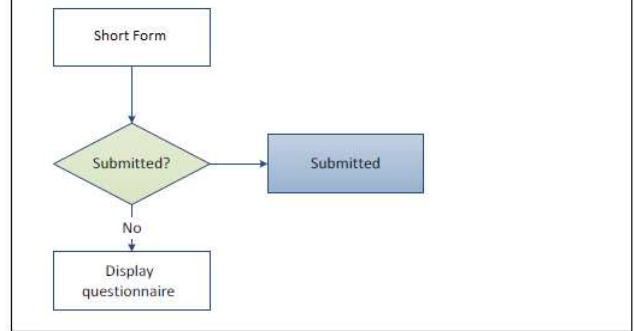 Short Form
Submitted?
Submitted
No
Display
questionnaire